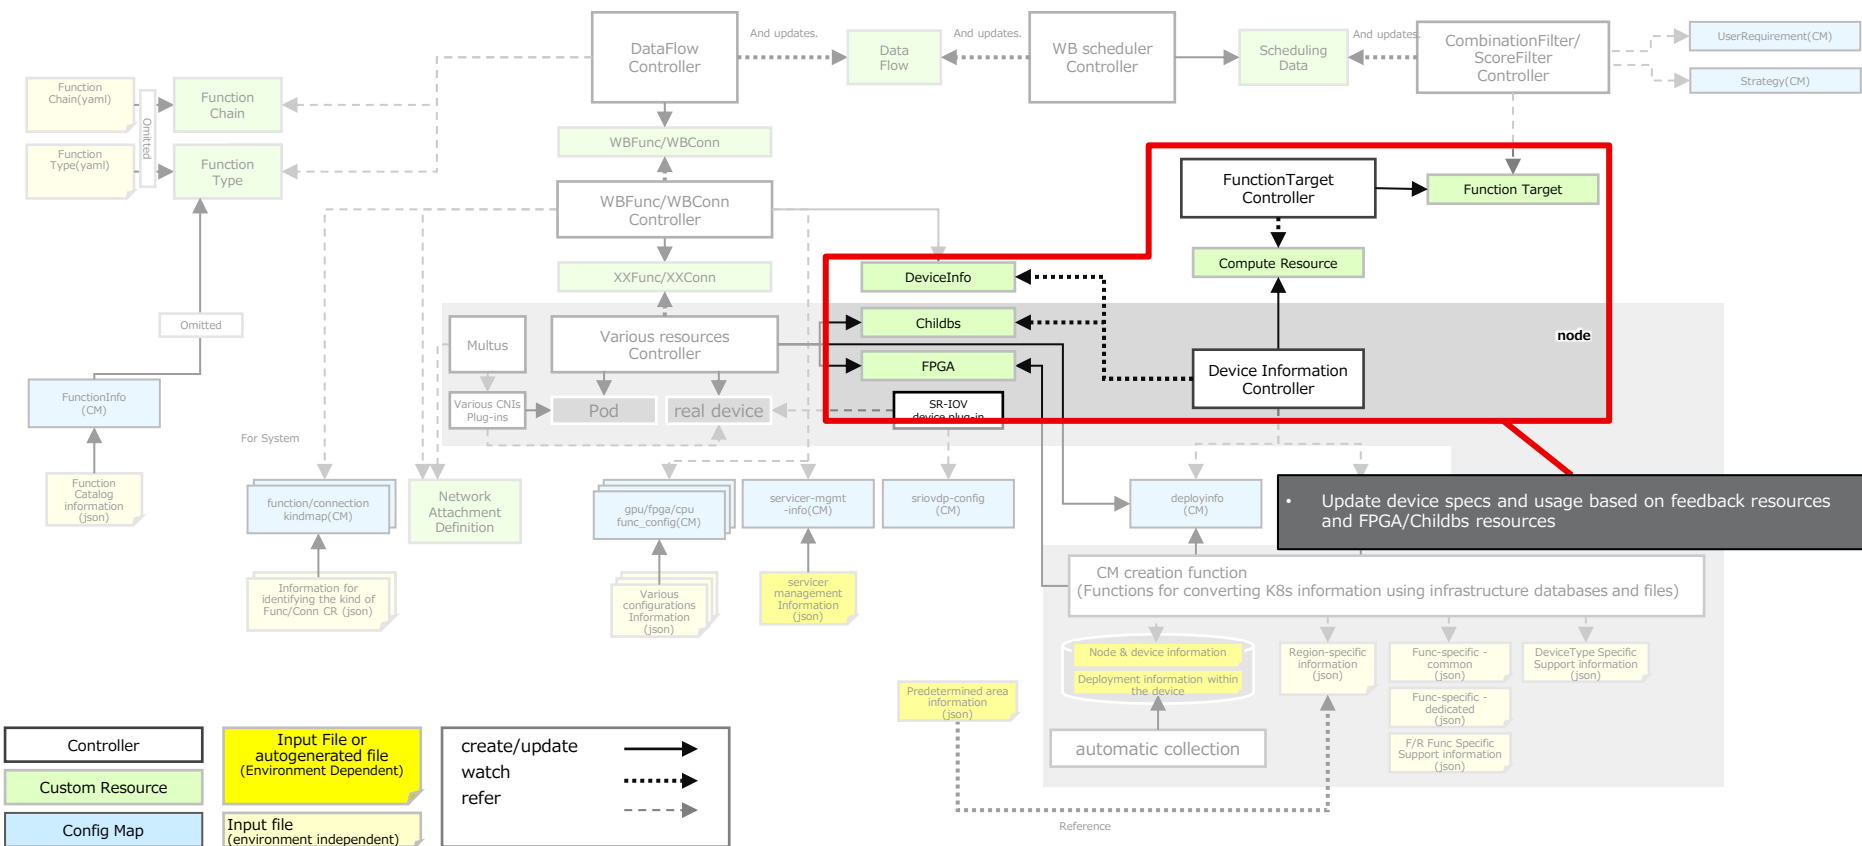 DataFlow
Controller
And updates.
Data
Flow
And updates.
WB scheduler
Controller
Scheduling
Data
And updates.
CombinationFilter/
ScoreFilter
Controller
UserRequirement(CM)
Strategy(CM)
Function
Chain(yaml)
Function
Type(yaml)
Omitted
Function
Chain
Function
Type
WBFunc/WBConn
WBFunc/WBConn
Controller
XXFunc/XXConn
FunctionTarget
Controller
Function Target
Compute Resource
DeviceInfo
Childbs
FPGA
node
Device Information
Controller
SR-IOV
device plug-in
Omitted
Multus
Various resources
Controller
Various CNIs
Plug-ins
Pod
real device
FunctionInfo
(CM)
For System
Function
Catalog
information
(json)
function/connection
kindmap(CM)
Network
Attachment
Definition
gpu/fpga/cpu
func_config(CM)
servicer-mgmt
-info(CM)
sriovdp-config
(CM)
deployinfo
(CM)
• Update device specs and usage based on feedback resources
and FPGA/Childbs resources
Information for
identifying the kind of
Func/Conn CR (json)
Various
configurations
Information
(json)
servicer
management
Information
(json)
CM creation function
(Functions for converting K8s information using infrastructure databases and files)
Node & device information
Deployment information within
the device
Region-specific
information
(json)
Func-specific -
common
(json)
DeviceType Specific
Support information
(json)
Predetermined area
information
(json)
Func-specific -
dedicated
(json)
automatic collection
F/R Func Specific
Support information
(json)
Reference
Controller
Custom Resource
Config Map
Input File or
autogenerated file
(Environment Dependent)
Input file
(environment independent)
create/update
watch
refer